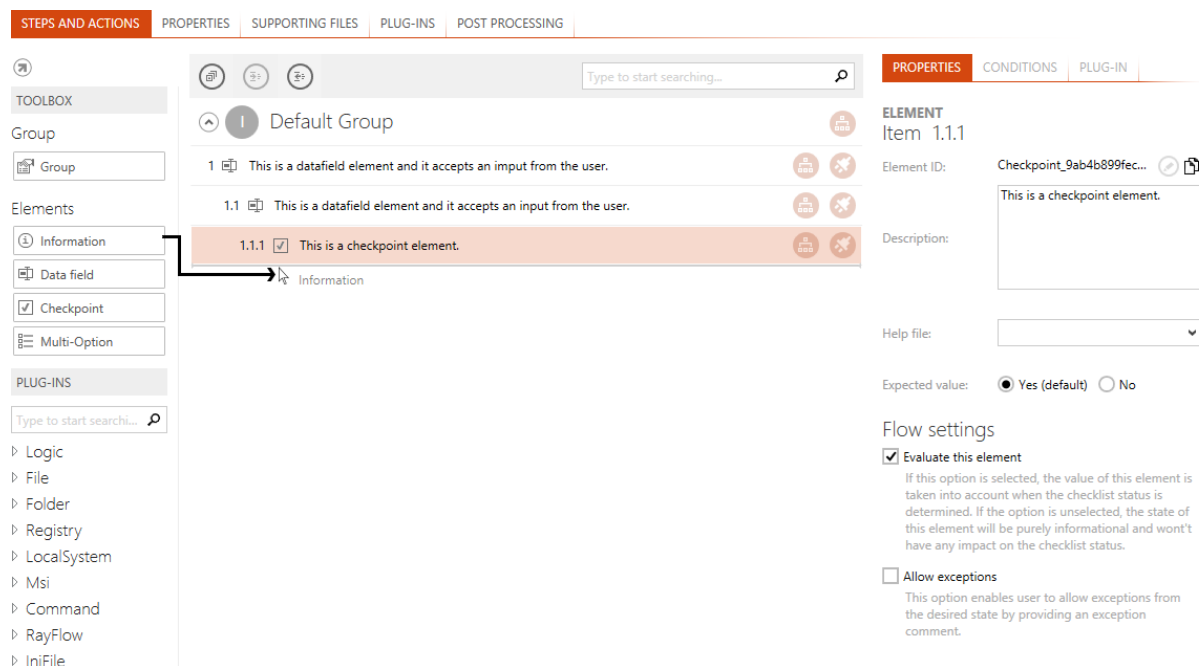 STEPS AND ACTIONS
PROPERTIES
SUPPORTING FILES
PLUG-INS
POST PROCESSING
TOOLBOX
Group
Group
Elements
Information
Data field
Checkpoint
Multi-Option
PLUG-INS
Type to start searchi...
Logic
File
Folder
Registry
LocalSystem
Msi
Command
RayFlow
IniFile
Type to start searching...
I Default Group
1 This is a datafield element and it accepts an imput from the user.
1.1 This is a datafield element and it accepts an input from the user.
1.1.1 This is a checkpoint element.
Information
PROPERTIES
CONDITIONS
PLUG-IN
ELEMENT
Item 1.1.1
Element ID: Checkpoint_9ab4b899fec...
Description: This is a checkpoint element.
Help file:
Expected value: Yes (default) No
Flow settings
Evaluate this element
If this option is selected, the value of this element is
taken into account when the checklist status is
determined. If the option is unselected, the state of
this element will be purely informational and wont't
have any impact on the checklist status.
Allow exceptions
This option enables user to allow exceptions from
the desired state by providing an exception
comment.